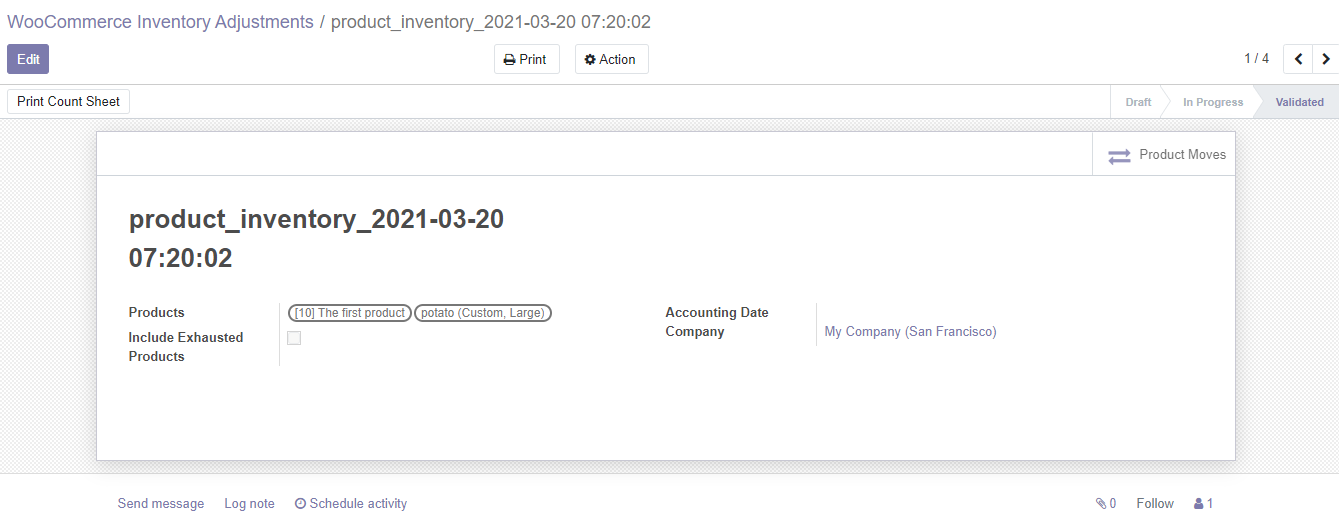 WooCommerce Inventory Adjustments / product_inventory_2021-03-20 07:20:02
Edit
Print
Action
1 / 4
Print Count Sheet
Draft
In Progress
Validated
Product Moves
product_inventory_2021-03-20
07:20:02
Products
[10] The first product
potato (Custom, Large)
Include Exhausted
Products
Accounting Date
Company
My Company (San Francisco)
Send message
Log note
Schedule activity
0
Follow
1